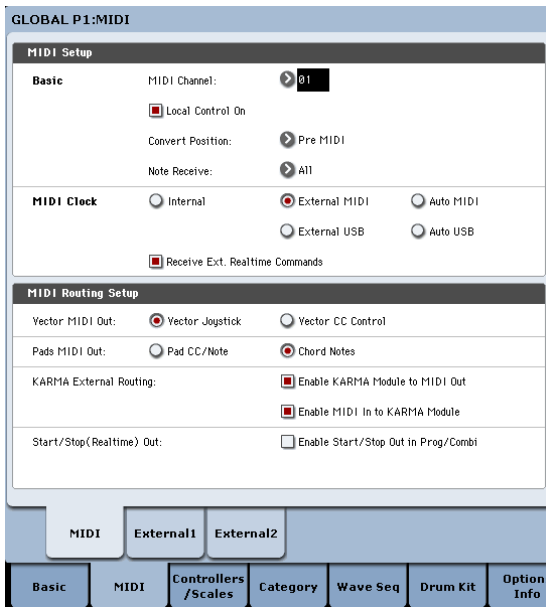 GLOBAL P1:MIDI
MIDI Setup
Basic MIDI Channel: 01
Local Control On
Convert Position: Pre MIDI
Note Receive: All
MIDI Clock Internal External MIDI Auto MIDI
External USB Auto USB
Receive Ext. Realtime Commands
MIDI Routing Setup
Vector MIDI Out: Vector Joystick Vector CC Control
Pads MIDI Out: Pad CC/Note Chord Notes
KARMA External Routing: Enable KARMA Module to MIDI Out
Enable MIDI In to KARMA Module
Start/Stop(Realtime) Out: Enable Start/Stop Out in Prog/Combi
MIDI External1 External2
Basic MIDI Controllers /Scales Category Wave Seq Drum Kit Option Info